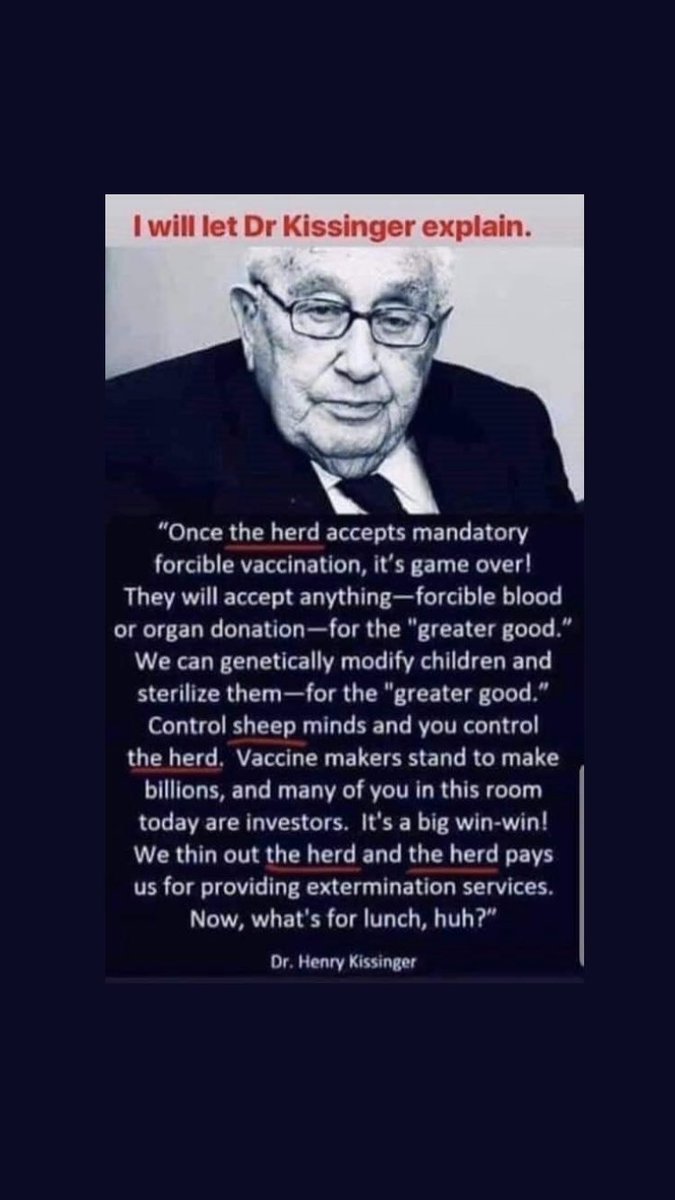 I will let Dr Kissinger explain.
“Once the herd accepts mandatory
forcible vaccination, it’s game over!
They will accept anything—forcible blood
or organ donation—for the "greater good.”
We can genetically modify children and
sterilize them—for the "greater good.”
Control sheep minds and you control
the herd. Vaccine makers stand to make
billions, and many of you in this room
today are investors. It's a big win-win!
We thin out the herd and the herd pays
us for providing extermination services.
Now, what's for lunch, huh?”
Dr. Henry Kissinger